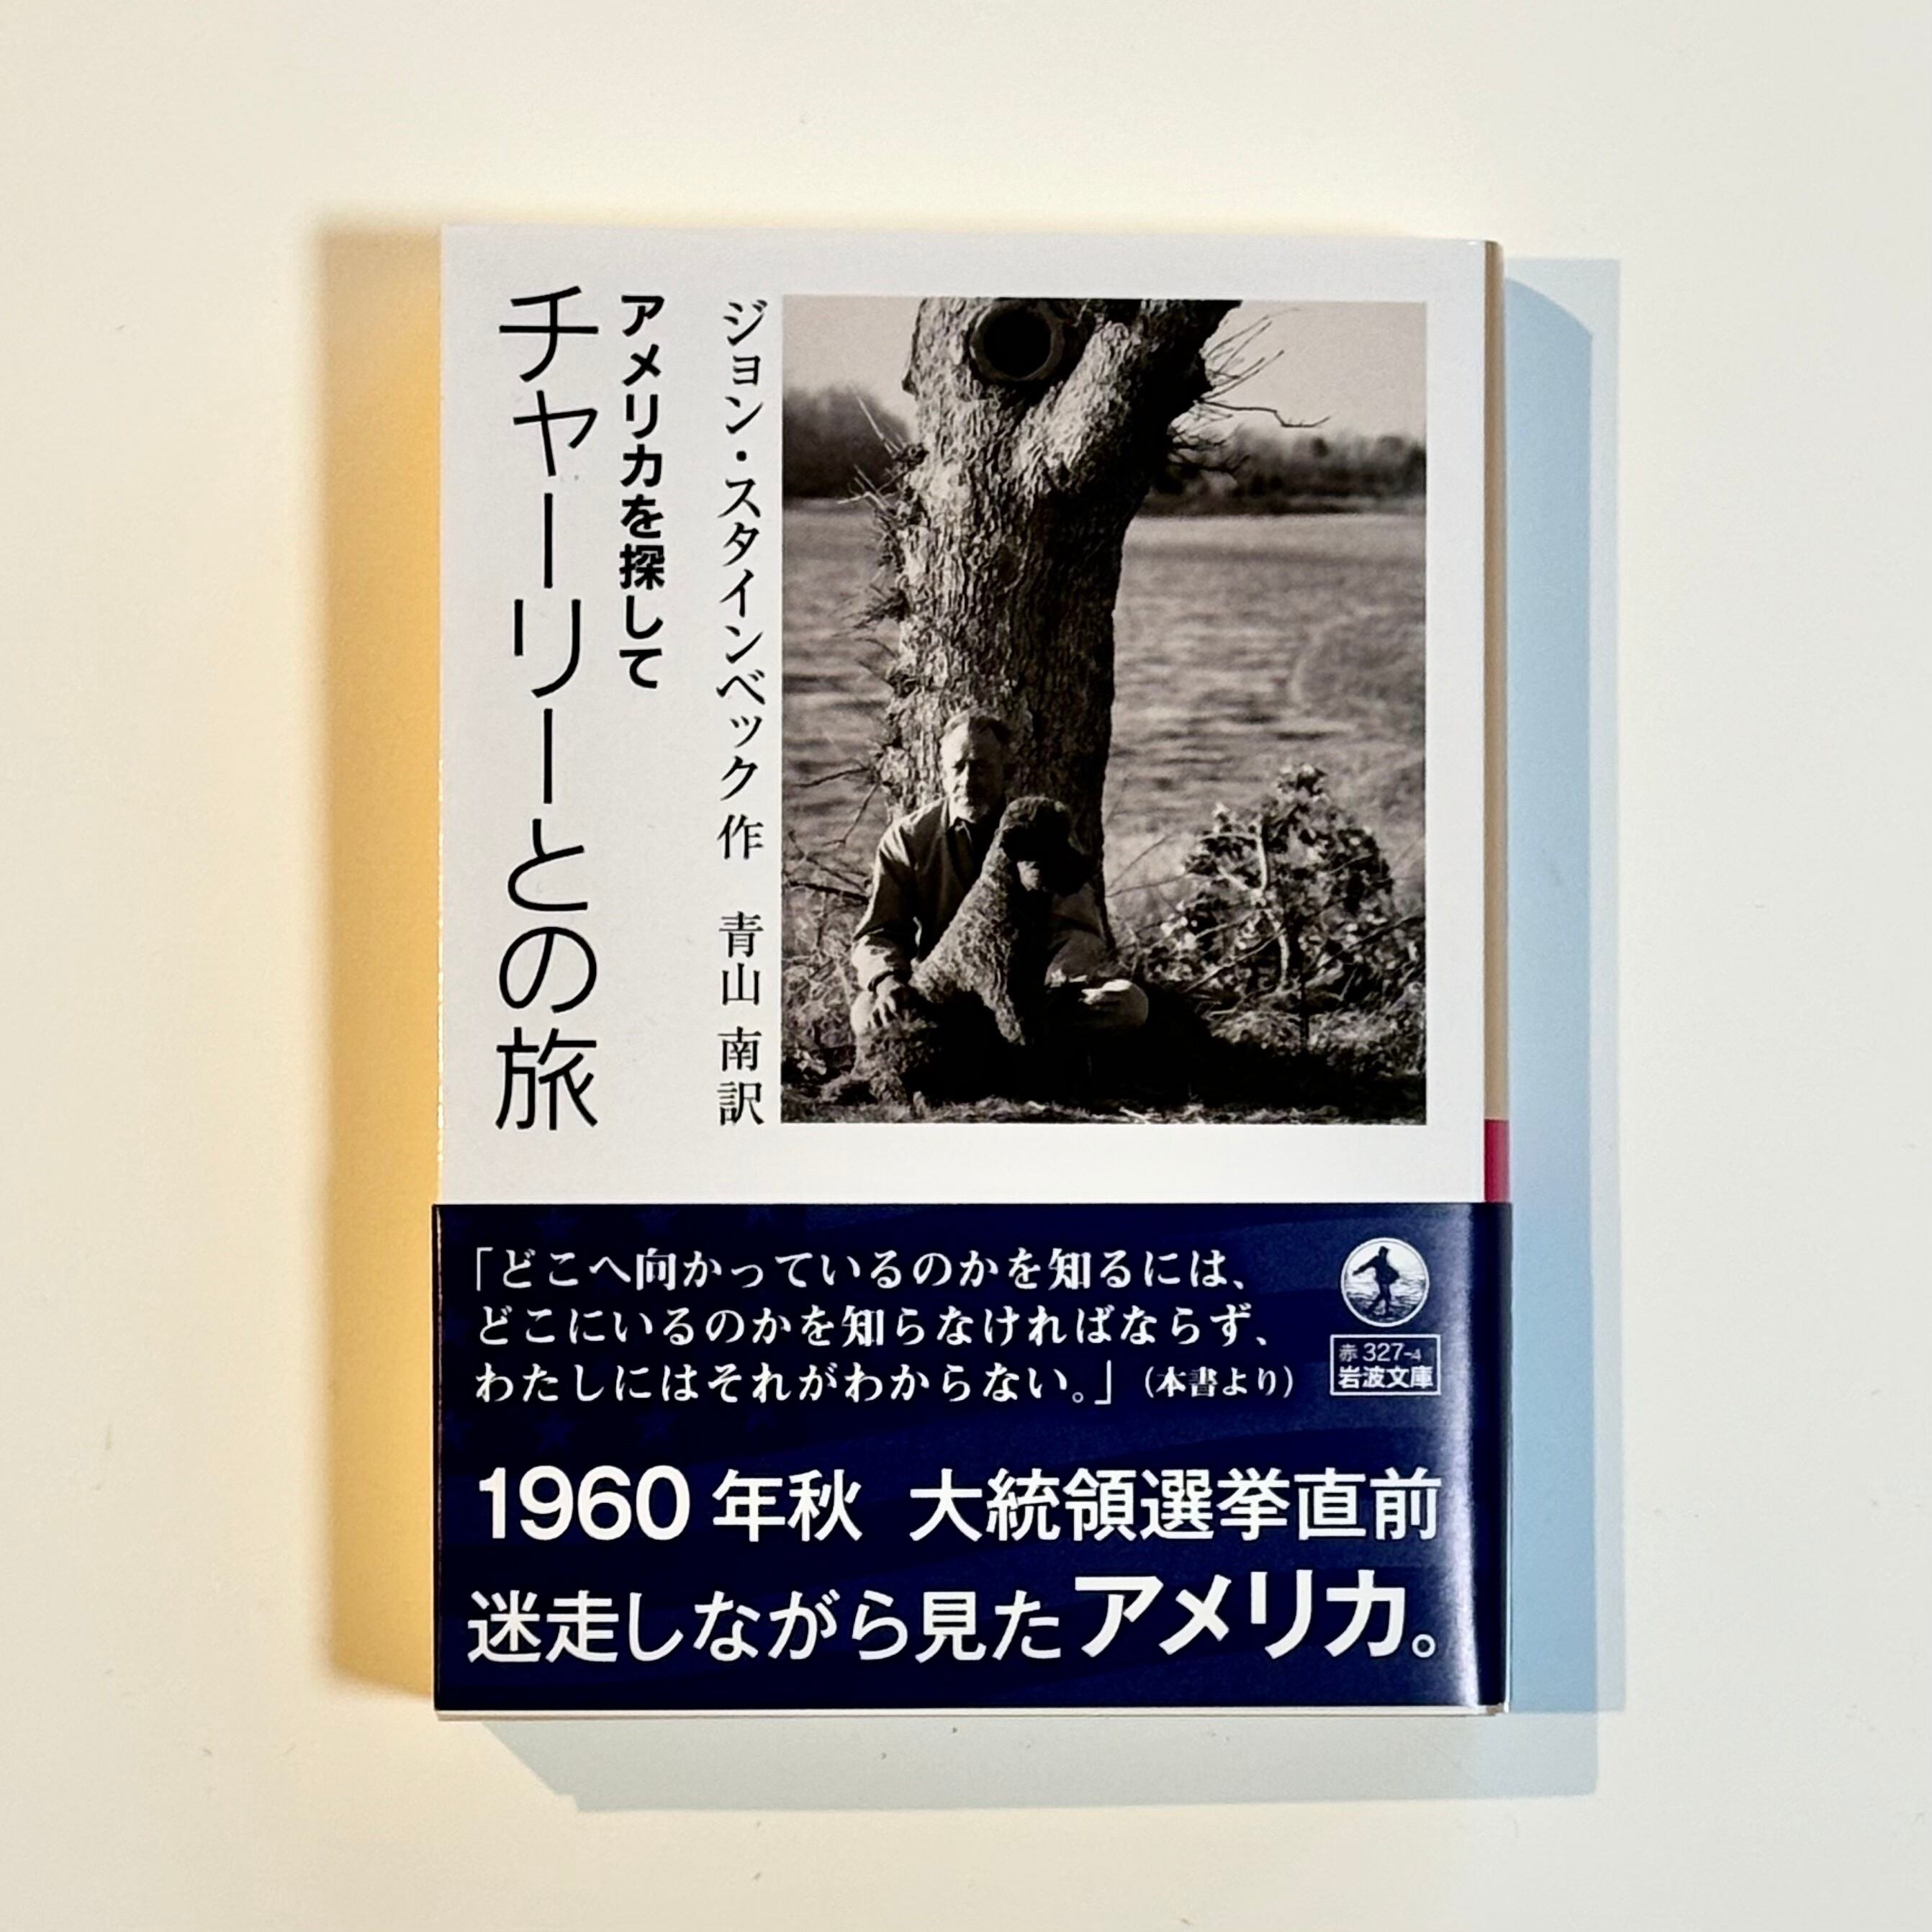 ジョン・スタインベック 作 青山 南 訳
アメリカを探して
チャーリーとの旅
「どこへ向かっているのかを知るには、
どこにいるのかを知らなければならず、
わたしにはそれがわからない。」(本書より)
赤 327-4
岩波文庫
1960年秋 大統領選挙直前
迷走しながら見たアメリカ。